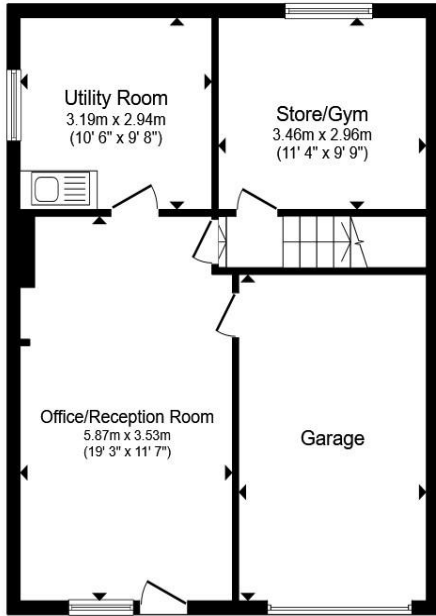 Utility Room
3.19m x 2.94m
(10' 6" x 9' 8")
Store/Gym
3.46m x 2.96m
(11' 4" x 9' 9")
Office/Reception Room
5.87m x 3.53m
(19' 3" x 11' 7")
Garage